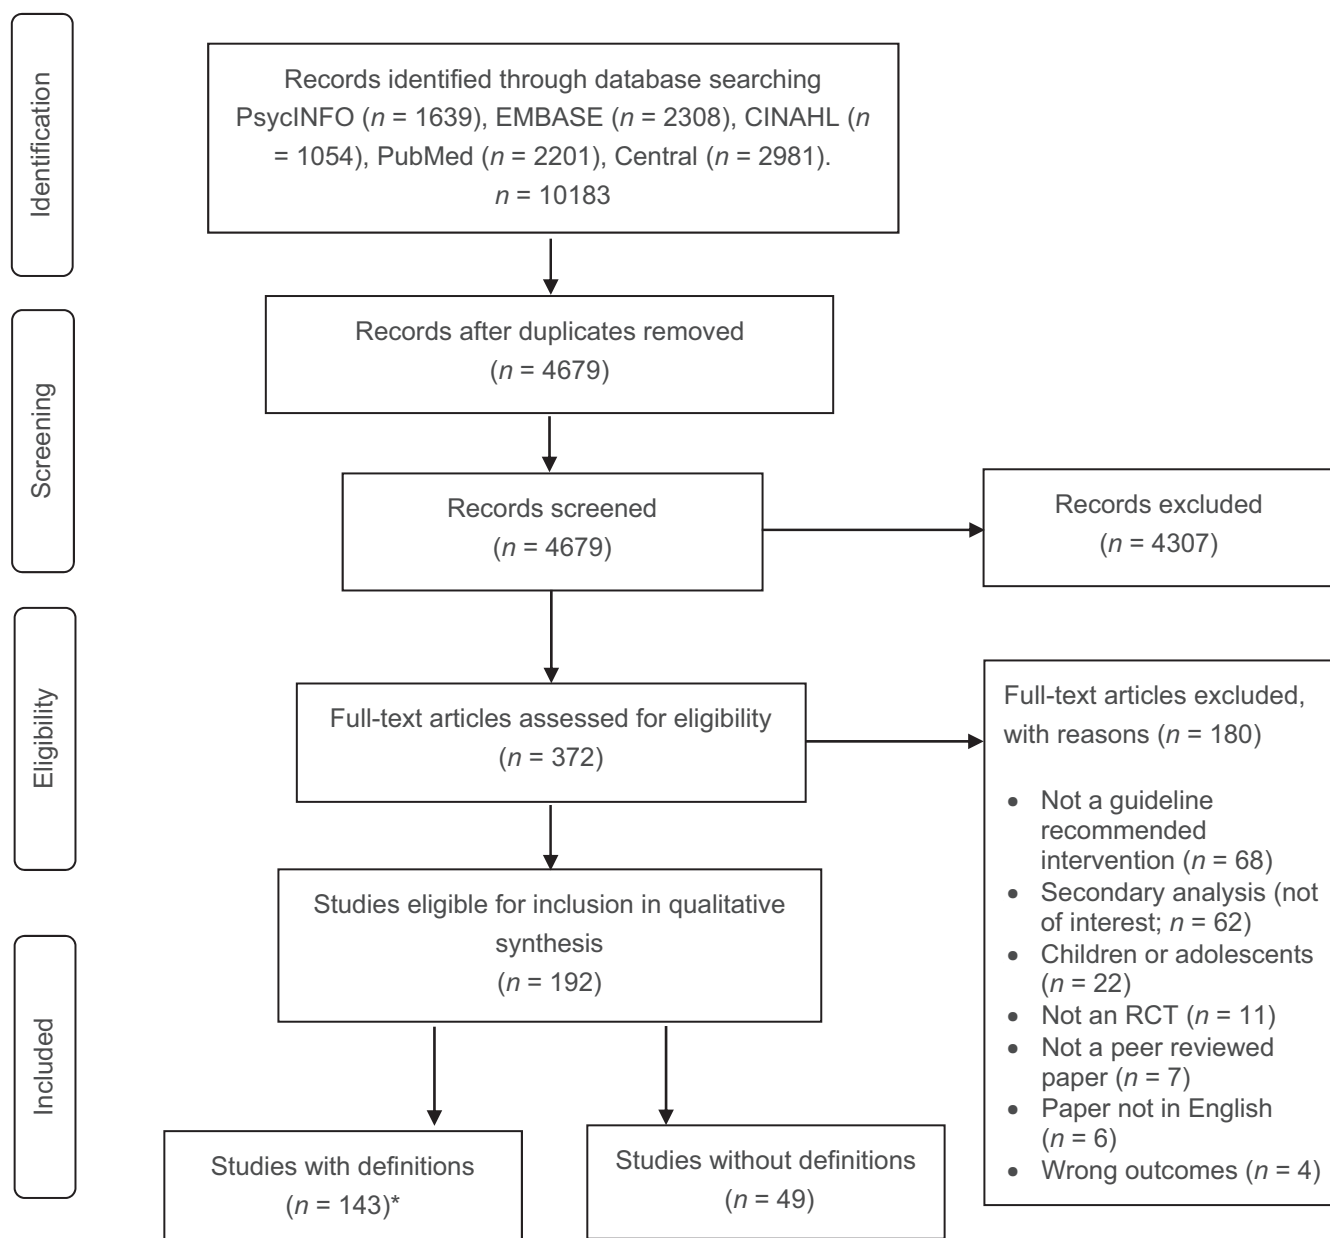 Identification
Records identified through database searching
PsycINFO (n = 1639), EMBASE (n = 2308), CINAHL (n
= 1054), PubMed (n = 2201), Central (n = 2981).
n = 10183
Screening
Records after duplicates removed
(n = 4679)
Records screened
(n = 4679)
Records excluded
(n = 4307)
Eligibility
Full-text articles assessed for eligibility
(n = 372)
Full-text articles excluded,
with reasons (n = 180)
• Not a guideline
recommended
intervention (n = 68)
• Secondary analysis (not
of interest; n = 62)
• Children or adolescents
(n = 22)
• Not an RCT (n = 11)
• Not a peer reviewed
paper (n = 7)
• Paper not in English
(n = 6)
• Wrong outcomes (n = 4)
Studies eligible for inclusion in qualitative
synthesis
(n = 192)
Included
Studies with definitions
(n = 143)*
Studies without definitions
(n = 49)